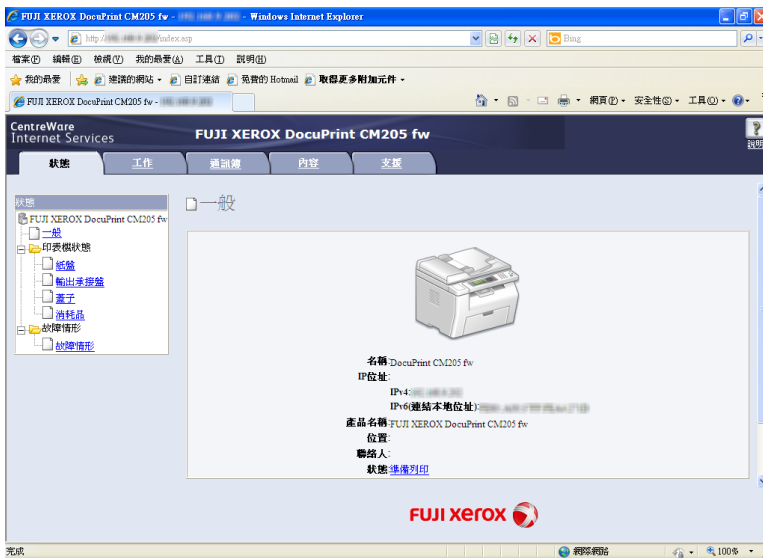 FUJI XEROX DocuPrint CM205 fw - - Windows Internet Explorer
http:// /index.asp
Bing
檔案(F) 編輯(E) 檢視(V) 我的最愛(A) 工具(T) 說明(H)
我的最愛 建議的網站 自訂連結 免費的 Hotmail 取得更多附加元件
FUJI XEROX DocuPrint CM205 fw - 網頁(P) 安全性(S) 工具(O)
CentreWare
Internet Services
FUJI XEROX DocuPrint CM205 fw
說明
狀態 工作 通訊簿 內容 支援
狀態
FUJI XEROX DocuPrint CM205 fw
一般
印表機狀態
紙盤
輸出承接盤
蓋子
消耗品
故障情形
故障情形
一般
名稱:DocuPrint CM205 fw
IP位址:
IPv4:
IPv6(連結本地位址):
產品名稱:FUJI XEROX DocuPrint CM205 fw
位置:
聯絡人:
狀態:準備列印
FUJI xerox
完成 網際網路 100%